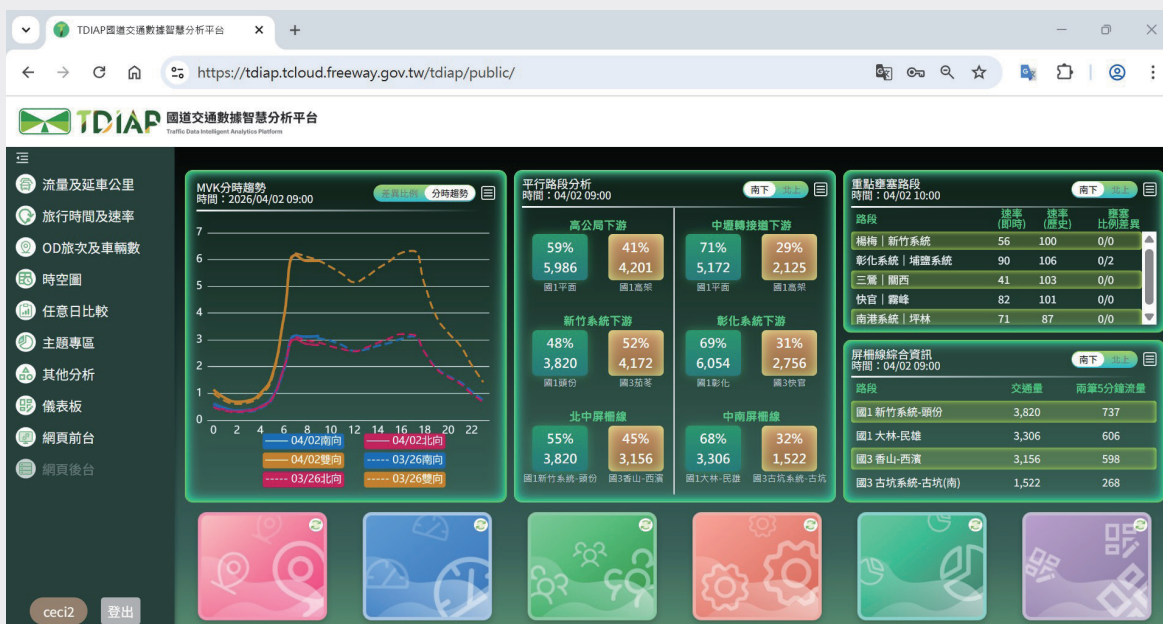 TDIAP國道交通數據智慧分析平台
https://tdiap.tcloud.freeway.gov.tw/tdiap/public/
TDIAP 國道交通數據智慧分析平台
Traffic Data Intelligent Analytics Platform
流量及延車公里
旅行時間及速率
OD旅次及車輛數
時空圖
任意日比較
主題專區
其他分析
儀表板
網頁前台
網頁後台
ceci2 登出
MVK分時趨勢
時間：2026/04/02 09:00
差異比例 分時趨勢
7
6
5
4
3
2
1
0
0 2 4 6 8 10 12 14 16 18 20 22
04/02南向 04/02北向
04/02雙向 03/26南向
03/26北向 03/26雙向
平行路段分析
時間：04/02 09:00
南下 北上
高公局下游 中壢轉接道下游
59% 41% 71% 29%
5,986 4,201 5,172 2,125
國1平面 國1高架 國1平面 國1高架
新竹系統下游 彰化系統下游
48% 52% 69% 31%
3,820 4,172 6,054 2,756
國1頭份 國3茄苳 國1彰化 國3快官
北中屏柵線 中南屏柵線
55% 45% 68% 32%
3,820 3,156 3,306 1,522
國1新竹系統-頭份 國3香山-西濱 國1大林-民雄 國3古坑系統-古坑
重點壅塞路段
時間：04/02 10:00
南下 北上
路段 速率(即時) 速率(歷史) 壅塞比例差異
楊梅｜新竹系統 56 100 0/0
彰化系統｜埔鹽系統 90 106 0/2
三鶯｜關西 41 103 0/0
快官｜霧峰 82 101 0/0
南港系統｜坪林 71 87 0/0
屏柵線綜合資訊
時間：04/02 09:00
南下 北上
路段 交通量 兩筆5分鐘流量
國1新竹系統-頭份 3,820 737
國1大林-民雄 3,306 606
國3香山-西濱 3,156 598
國3古坑系統-古坑(南) 1,522 268